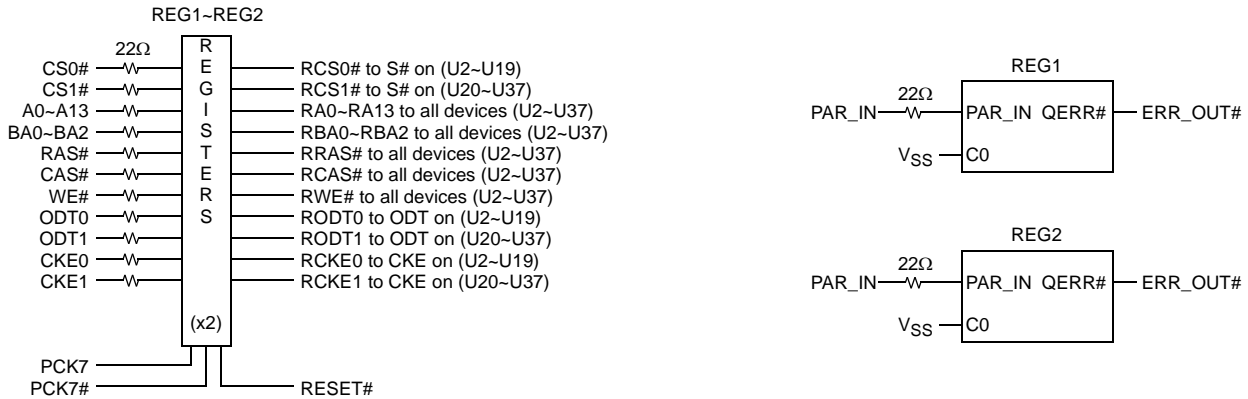 REG1~REG2
22Ω
REGISTERS
CS0# RCS0# to S# on (U2~U19)
CS1# RCS1# to S# on (U20~U37)
A0~A13 RA0~RA13 to all devices (U2~U37)
BA0~BA2 RBA0~RBA2 to all devices (U2~U37)
RAS# RRAS# to all devices (U2~U37)
CAS# RCAS# to all devices (U2~U37)
WE# RWE# to all devices (U2~U37)
ODT0 RODT0 to ODT on (U2~U19)
ODT1 RODT1 to ODT on (U20~U37)
CKE0 RCKE0 to CKE on (U2~U19)
CKE1 RCKE1 to CKE on (U20~U37)
(x2)
PCK7
PCK7# RESET#
REG1
22Ω
PAR_IN PAR_IN QERR# ERR_OUT#
VSS C0
REG2
22Ω
PAR_IN PAR_IN QERR# ERR_OUT#
VSS C0